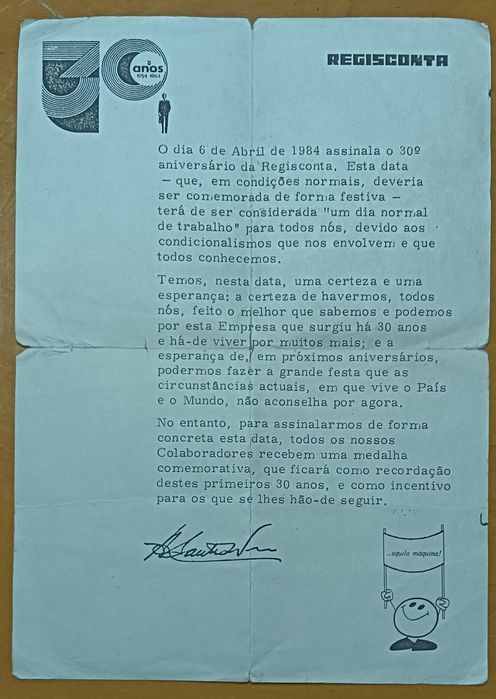 30
anos
1954-1984
REGISCONTA
O dia 6 de Abril de 1984 assinala o 30º
aniversário da Regisconta. Esta data
— que, em condições normais, deveria
ser comemorada de forma festiva —
terá de ser considerada "um dia normal
de trabalho" para todos nós, devido aos
condicionalismos que nos envolvem e que
todos conhecemos.
Temos, nesta data, uma certeza e uma
esperança: a certeza de havermos, todos
nós, feito o melhor que sabemos e podemos
por esta Empresa que surgiu há 30 anos
e há-de viver por muitos mais; e a
esperança de, em próximos aniversários,
podermos fazer a grande festa que as
circunstâncias actuais, em que vive o País
e o Mundo, não aconselha por agora.
No entanto, para assinalarmos de forma
concreta esta data, todos os nossos
Colaboradores recebem uma medalha
comemorativa, que ficará como recordação
destes primeiros 30 anos, e como incentivo
para os que se lhes hão-de seguir.
...aquela máquina!